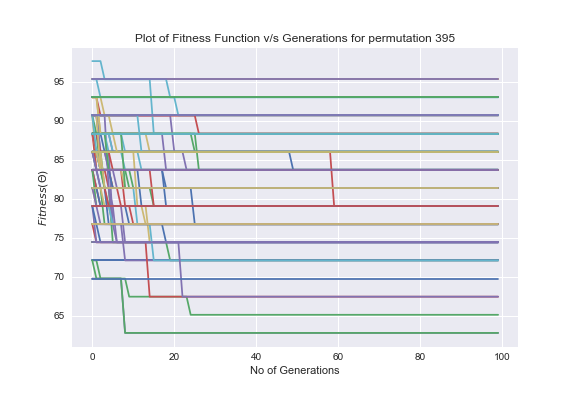 Plot of Fitness Function v/s Generations for permutation 395
Fitness(Θ)
95
90
85
80
75
70
65
0 20 40 60 80 100
No of Generations